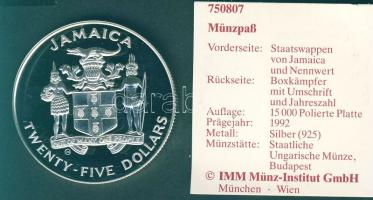 JAMAICA
TWENTY-FIVE DOLLARS
750807
Münzpaß
Vorderseite: Staatswappen
von Jamaica
und Nennwert
Rückseite: Boxkämpfer
mit Umschrift
und Jahreszahl
Auflage: 15 000 Polierte Platte
Prägejahr: 1992
Metall: Silber (925)
Münzstätte: Staatliche
Ungarische Münze,
Budapest
© IMM Münz-Institut GmbH
München · Wien